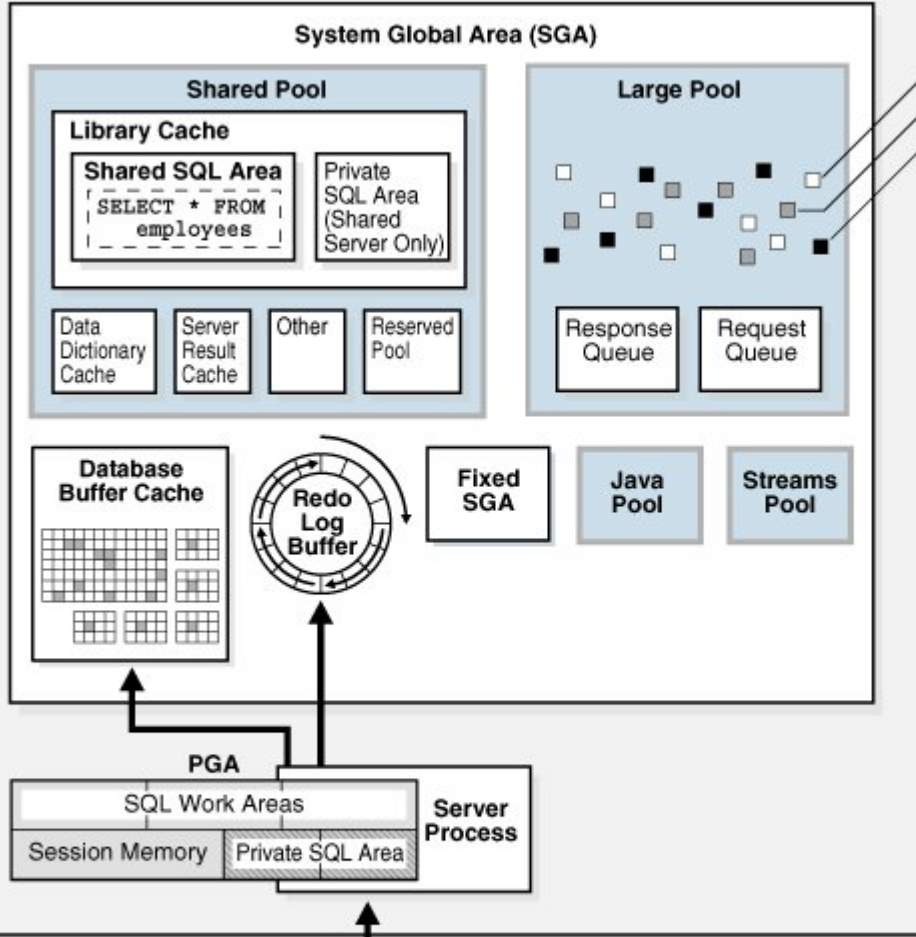 System Global Area (SGA)
Shared Pool
Library Cache
Shared SQL Area
SELECT * FROM
employees
Private
SQL Area
(Shared
Server Only)
Data
Dictionary
Cache
Server
Result
Cache
Other
Reserved
Pool
Large Pool
Response
Queue
Request
Queue
Database
Buffer Cache
Redo
Log
Buffer
Fixed
SGA
Java
Pool
Streams
Pool
PGA
SQL Work Areas
Session Memory
Private SQL Area
Server
Process